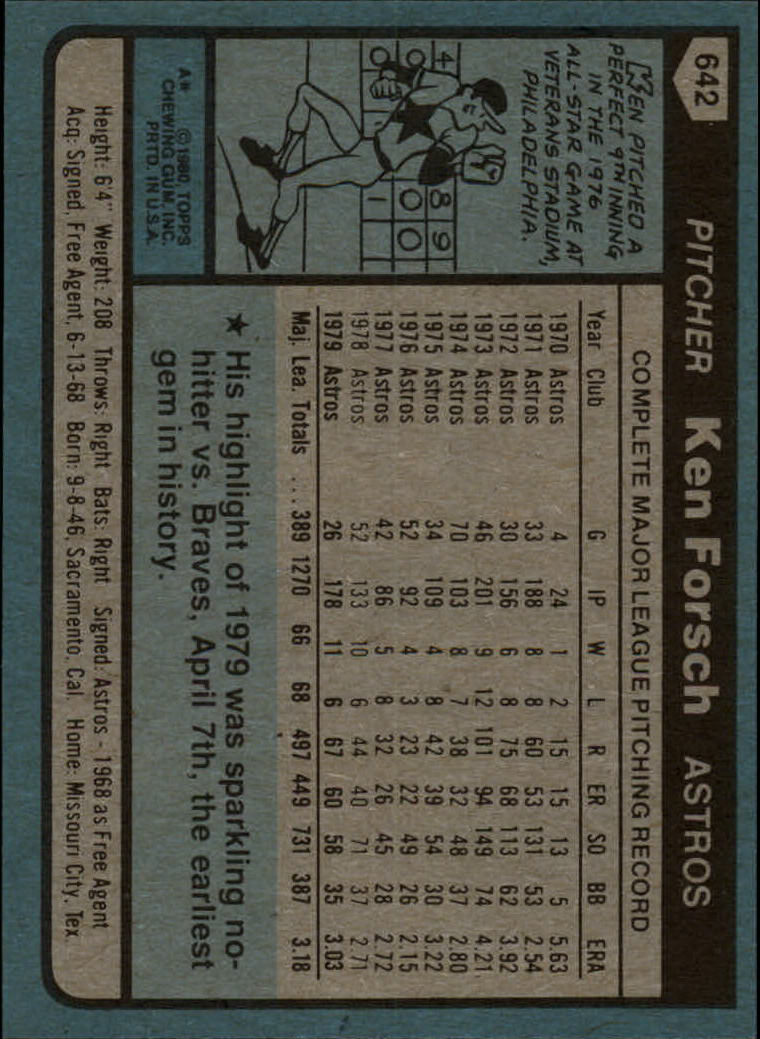 642
PITCHER Ken Forsch ASTROS
KEN PITCHED A
PERFECT 9TH INNING
IN THE 1976
ALL-STAR GAME AT
VETERANS STADIUM,
PHILADELPHIA.
4 8 9
0 0 0
0 1
A* © 1980 TOPPS
CHEWING GUM, INC.
PRTD. IN U.S.A.
COMPLETE MAJOR LEAGUE PITCHING RECORD
Year Club G IP W L R ER SO BB ERA
1970 Astros 4 24 1 2 15 15 13 5 5.63
1971 Astros 33 188 8 8 60 53 131 53 2.54
1972 Astros 30 156 6 8 75 68 113 62 3.92
1973 Astros 46 201 9 12 101 94 149 74 4.21
1974 Astros 70 103 8 7 38 32 48 37 2.80
1975 Astros 34 109 4 8 42 39 54 30 3.22
1976 Astros 52 92 4 3 23 22 49 26 2.15
1977 Astros 42 86 5 8 32 26 45 28 2.72
1978 Astros 52 133 10 6 44 40 71 37 2.71
1979 Astros 26 178 11 6 67 60 58 35 3.03
Maj. Lea. Totals ... 389 1270 66 68 497 449 731 387 3.18
★ His highlight of 1979 was sparkling no-
hitter vs. Braves, April 7th, the earliest
gem in history.
Height: 6'4" Weight: 208 Throws: Right Bats: Right Signed: Astros - 1968 as Free Agent
Acq: Signed, Free Agent, 6-13-68 Born: 9-8-46, Sacramento, Cal. Home: Missouri City, Tex.